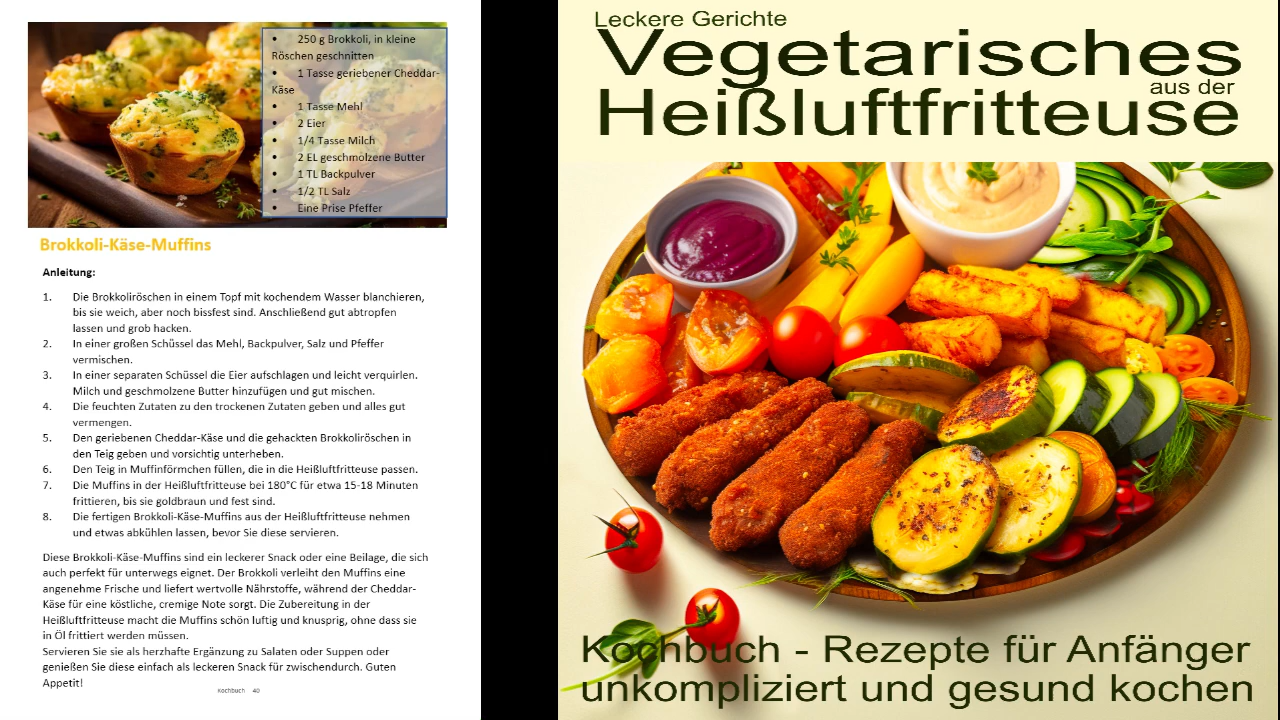 • 250 g Brokkoli, in kleine
Röschen geschnitten
• 1 Tasse geriebener Cheddar-
Käse
• 1 Tasse Mehl
• 2 Eier
• 1/4 Tasse Milch
• 2 EL geschmolzene Butter
• 1 TL Backpulver
• 1/2 TL Salz
• Eine Prise Pfeffer
Brokkoli-Käse-Muffins
Anleitung:
1. Die Brokkoliröschen in einem Topf mit kochendem Wasser blanchieren,
bis sie weich, aber noch bissfest sind. Anschließend gut abtropfen
lassen und grob hacken.
2. In einer großen Schüssel das Mehl, Backpulver, Salz und Pfeffer
vermischen.
3. In einer separaten Schüssel die Eier aufschlagen und leicht verquirlen.
Milch und geschmolzene Butter hinzufügen und gut mischen.
4. Die feuchten Zutaten zu den trockenen Zutaten geben und alles gut
vermengen.
5. Den geriebenen Cheddar-Käse und die gehackten Brokkoliröschen in
den Teig geben und vorsichtig unterheben.
6. Den Teig in Muffinförmchen füllen, die in die Heißluftfritteuse passen.
7. Die Muffins in der Heißluftfritteuse bei 180°C für etwa 15-18 Minuten
frittieren, bis sie goldbraun und fest sind.
8. Die fertigen Brokkoli-Käse-Muffins aus der Heißluftfritteuse nehmen
und etwas abkühlen lassen, bevor Sie diese servieren.
Diese Brokkoli-Käse-Muffins sind ein leckerer Snack oder eine Beilage, die sich
auch perfekt für unterwegs eignet. Der Brokkoli verleiht den Muffins eine
angenehme Frische und liefert wertvolle Nährstoffe, während der Cheddar-
Käse für eine köstliche, cremige Note sorgt. Die Zubereitung in der
Heißluftfritteuse macht die Muffins schön luftig und knusprig, ohne dass sie
in Öl frittiert werden müssen.
Servieren Sie sie als herzhafte Ergänzung zu Salaten oder Suppen oder
genießen Sie diese einfach als leckeren Snack für zwischendurch. Guten
Appetit!
Kochbuch 40
Leckere Gerichte
Vegetarisches
aus der
Heißluftfritteuse
Kochbuch - Rezepte für Anfänger
unkompliziert und gesund kochen